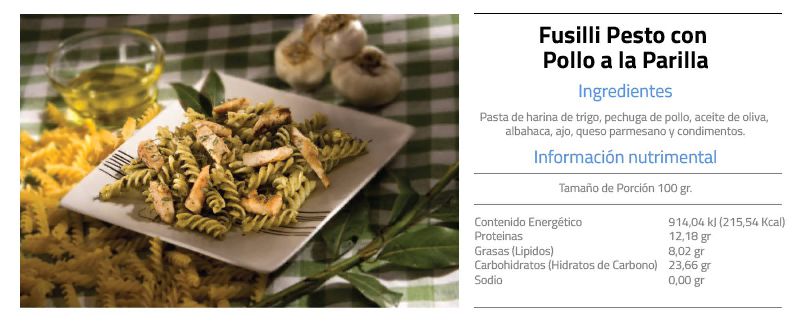 Fusilli Pesto con
Pollo a la Parilla
Ingredientes
Pasta de harina de trigo, pechuga de pollo, aceite de oliva,
albahaca, ajo, queso parmesano y condimentos.
Información nutrimental
Tamaño de Porción 100 gr.
Contenido Energético 914,04 kJ (215,54 Kcal)
Proteinas 12,18 gr
Grasas (Lipidos) 8,02 gr
Carbohidratos (Hidratos de Carbono) 23,66 gr
Sodio 0,00 gr